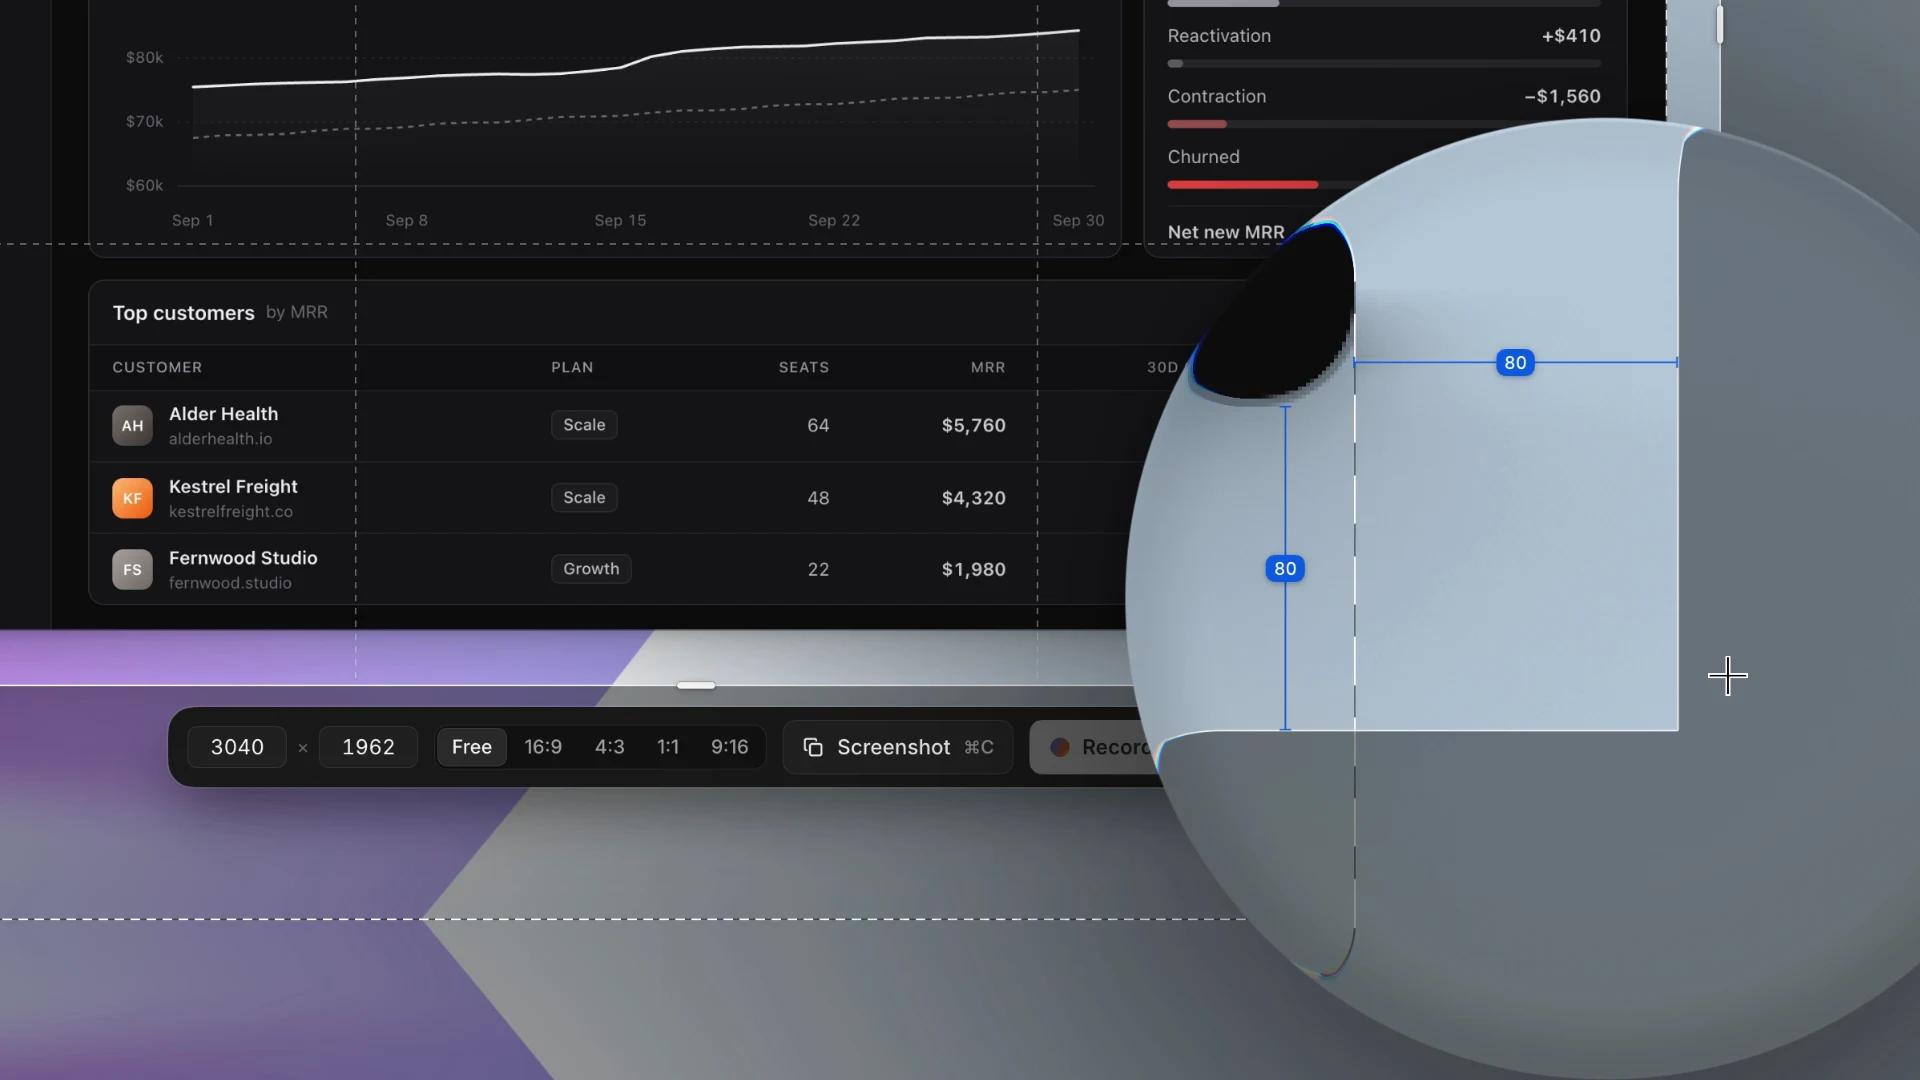 $80k
$70k
$60k
Sep 1 Sep 8 Sep 15 Sep 22 Sep 30
Reactivation +$410
Contraction −$1,560
Churned
Net new MRR
Top customers by MRR
CUSTOMER PLAN SEATS MRR 30D
AH Alder Health Scale 64 $5,760
alderhealth.io
KF Kestrel Freight Scale 48 $4,320
kestrelfreight.co
FS Fernwood Studio Growth 22 $1,980
fernwood.studio
80
80
3040 × 1962 Free 16:9 4:3 1:1 9:16 Screenshot ⌘C Record